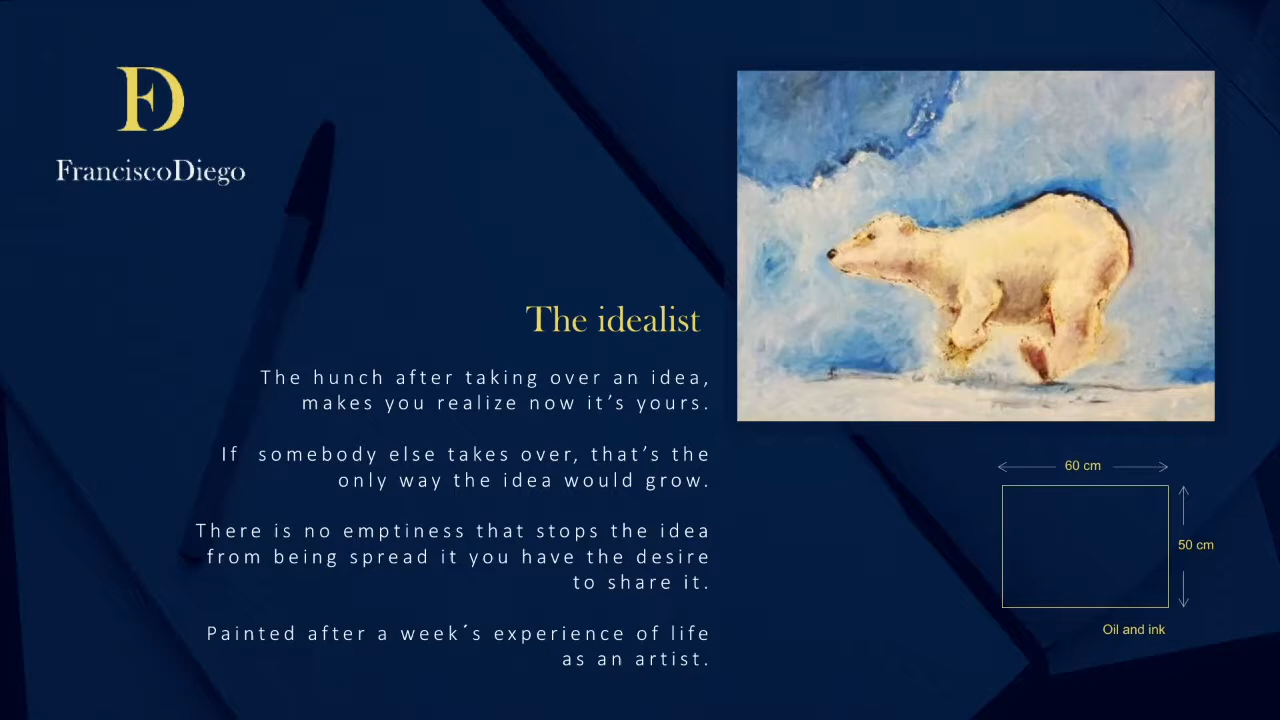 FD
FranciscoDiego
The idealist
The hunch after taking over an idea,
makes you realize now it’s yours.
If somebody else takes over, that’s the
only way the idea would grow.
There is no emptiness that stops the idea
from being spread it you have the desire
to share it.
Painted after a week´s experience of life
as an artist.
60 cm
50 cm
Oil and ink